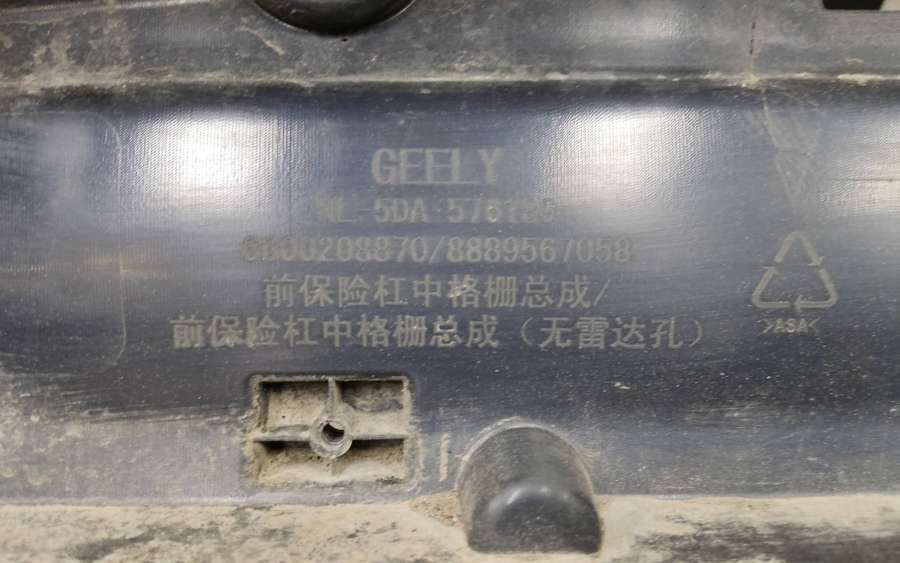 GEELY
NL-5DA
/8889567058
前保险杠中格栅总成/
前保险杠中格栅总成（无雷达孔）
>ASA<